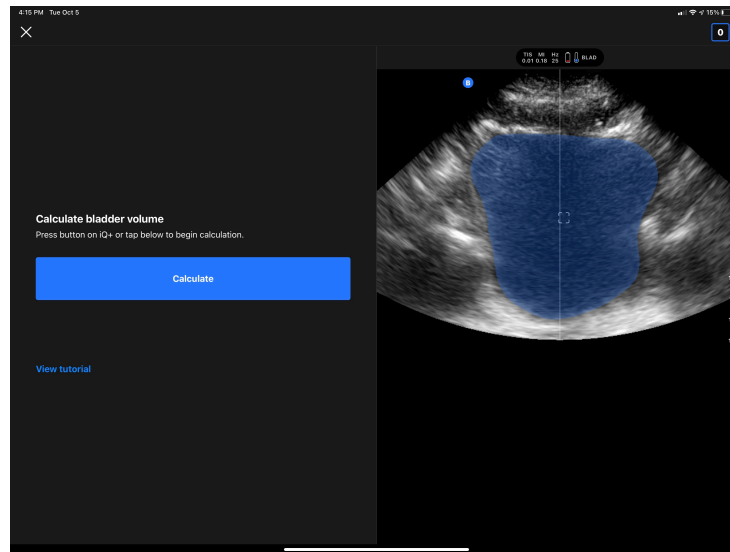 4:15 PM Tue Oct 5
15%
0
TIS MI Hz
0.01 0.18 25 BLAD
B
Calculate bladder volume
Press button on iQ+ or tap below to begin calculation.
Calculate
View tutorial